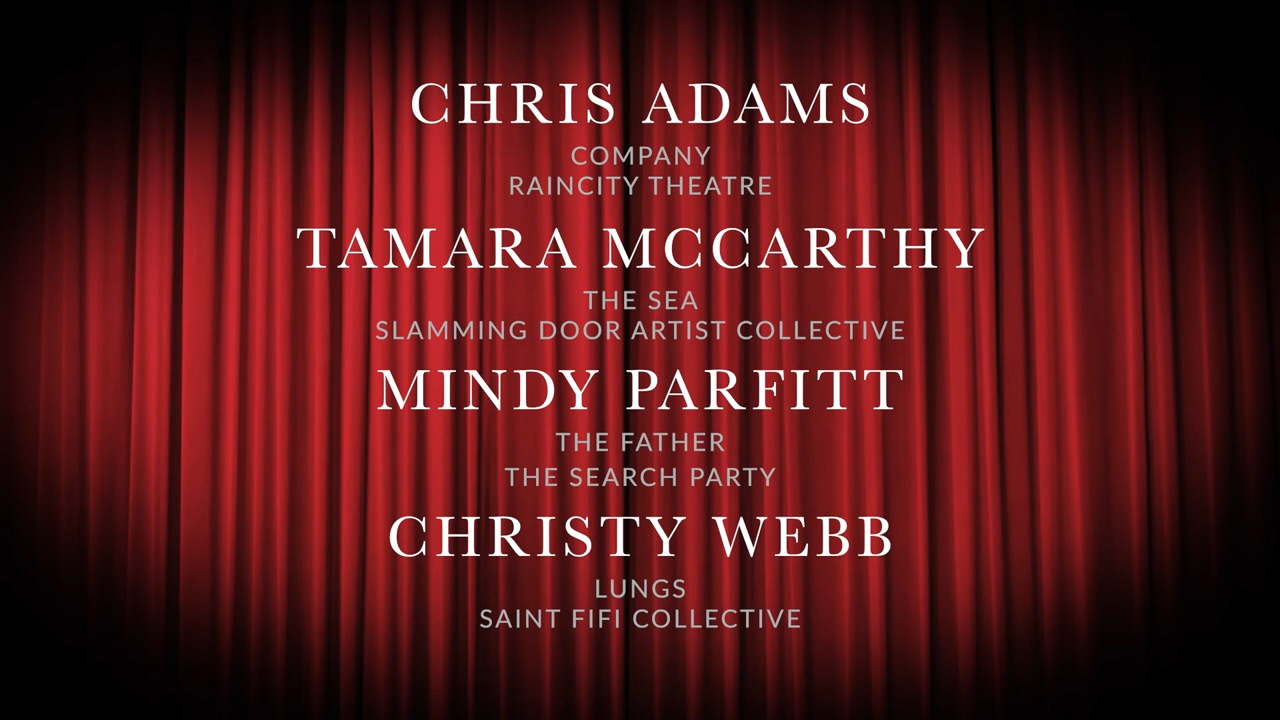 CHRIS ADAMS
COMPANY
RAINCITY THEATRE
TAMARA MCCARTHY
THE SEA
SLAMMING DOOR ARTIST COLLECTIVE
MINDY PARFITT
THE FATHER
THE SEARCH PARTY
CHRISTY WEBB
LUNGS
SAINT FIFI COLLECTIVE